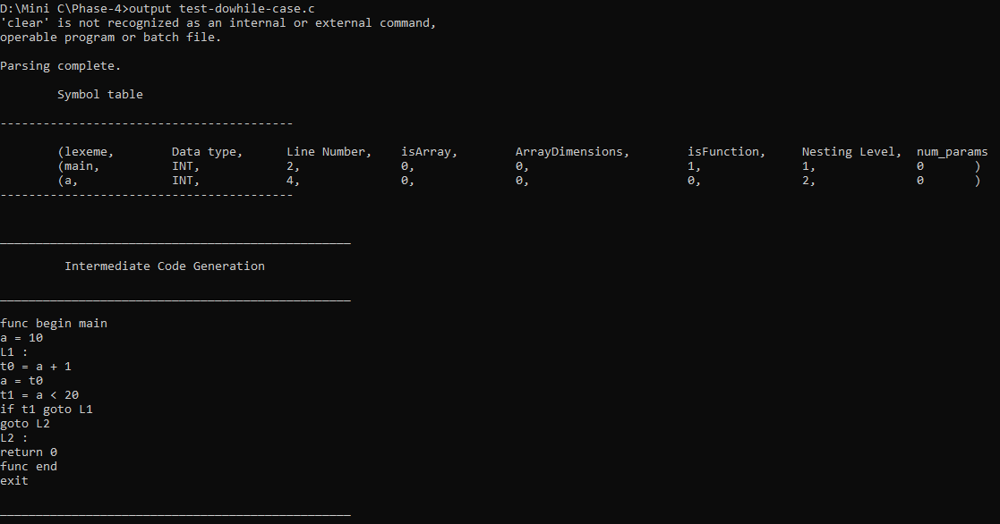 D:\Mini C\Phase-4>output test-dowhile-case.c
'clear' is not recognized as an internal or external command,
operable program or batch file.
Parsing complete.
Symbol table
-----------------------------------------
(lexeme, Data type, Line Number, isArray, ArrayDimensions, isFunction, Nesting Level, num_params
(main, INT, 2, 0, 0, 1, 1, 0 )
(a, INT, 4, 0, 0, 0, 2, 0 )
-----------------------------------------
_________________________________________________
Intermediate Code Generation
_________________________________________________
func begin main
a = 10
L1 :
t0 = a + 1
a = t0
t1 = a < 20
if t1 goto L1
goto L2
L2 :
return 0
func end
exit
_________________________________________________